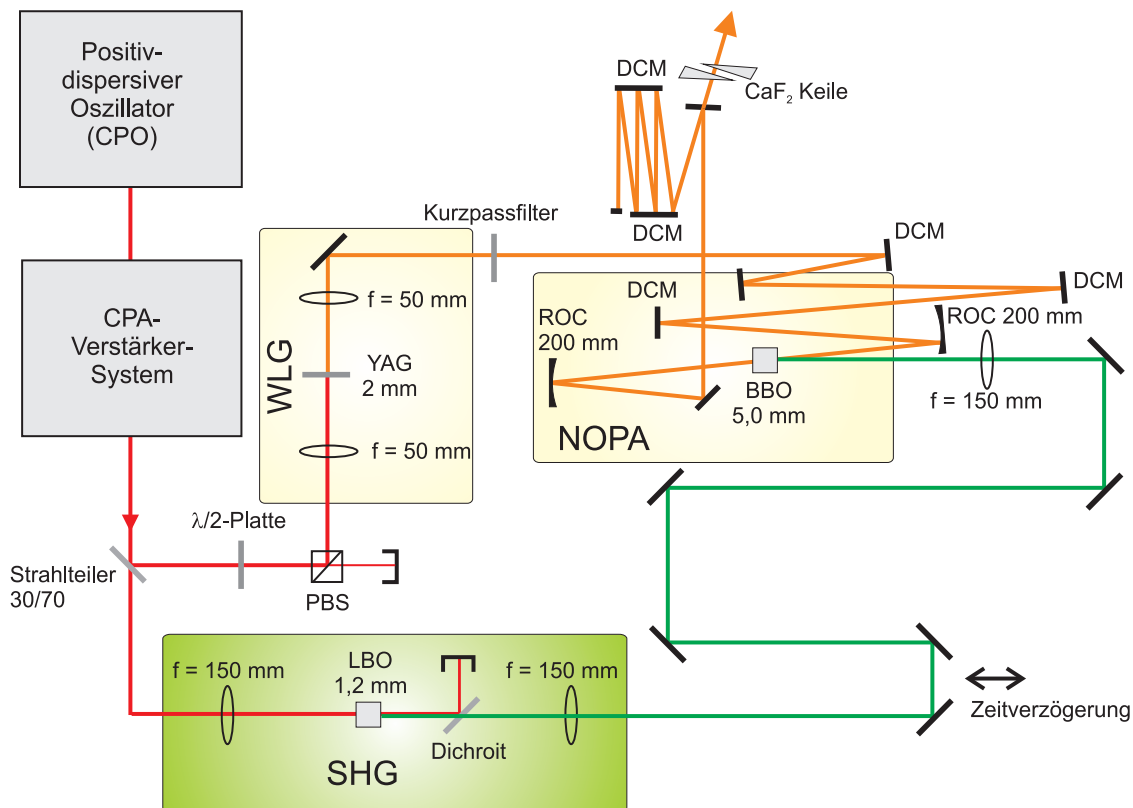 Positiv-
dispersiver
Oszillator
(CPO)
CPA-
Verstärker-
System
Strahlteiler
30/70
λ/2-Platte
PBS
WLG
f = 50 mm
YAG
2 mm
f = 50 mm
Kurzpassfilter
DCM
DCM
CaF₂ Keile
DCM
DCM
DCM
ROC
200 mm
ROC 200 mm
BBO
5,0 mm
f = 150 mm
NOPA
f = 150 mm
LBO
1,2 mm
f = 150 mm
Dichroit
SHG
Zeitverzögerung